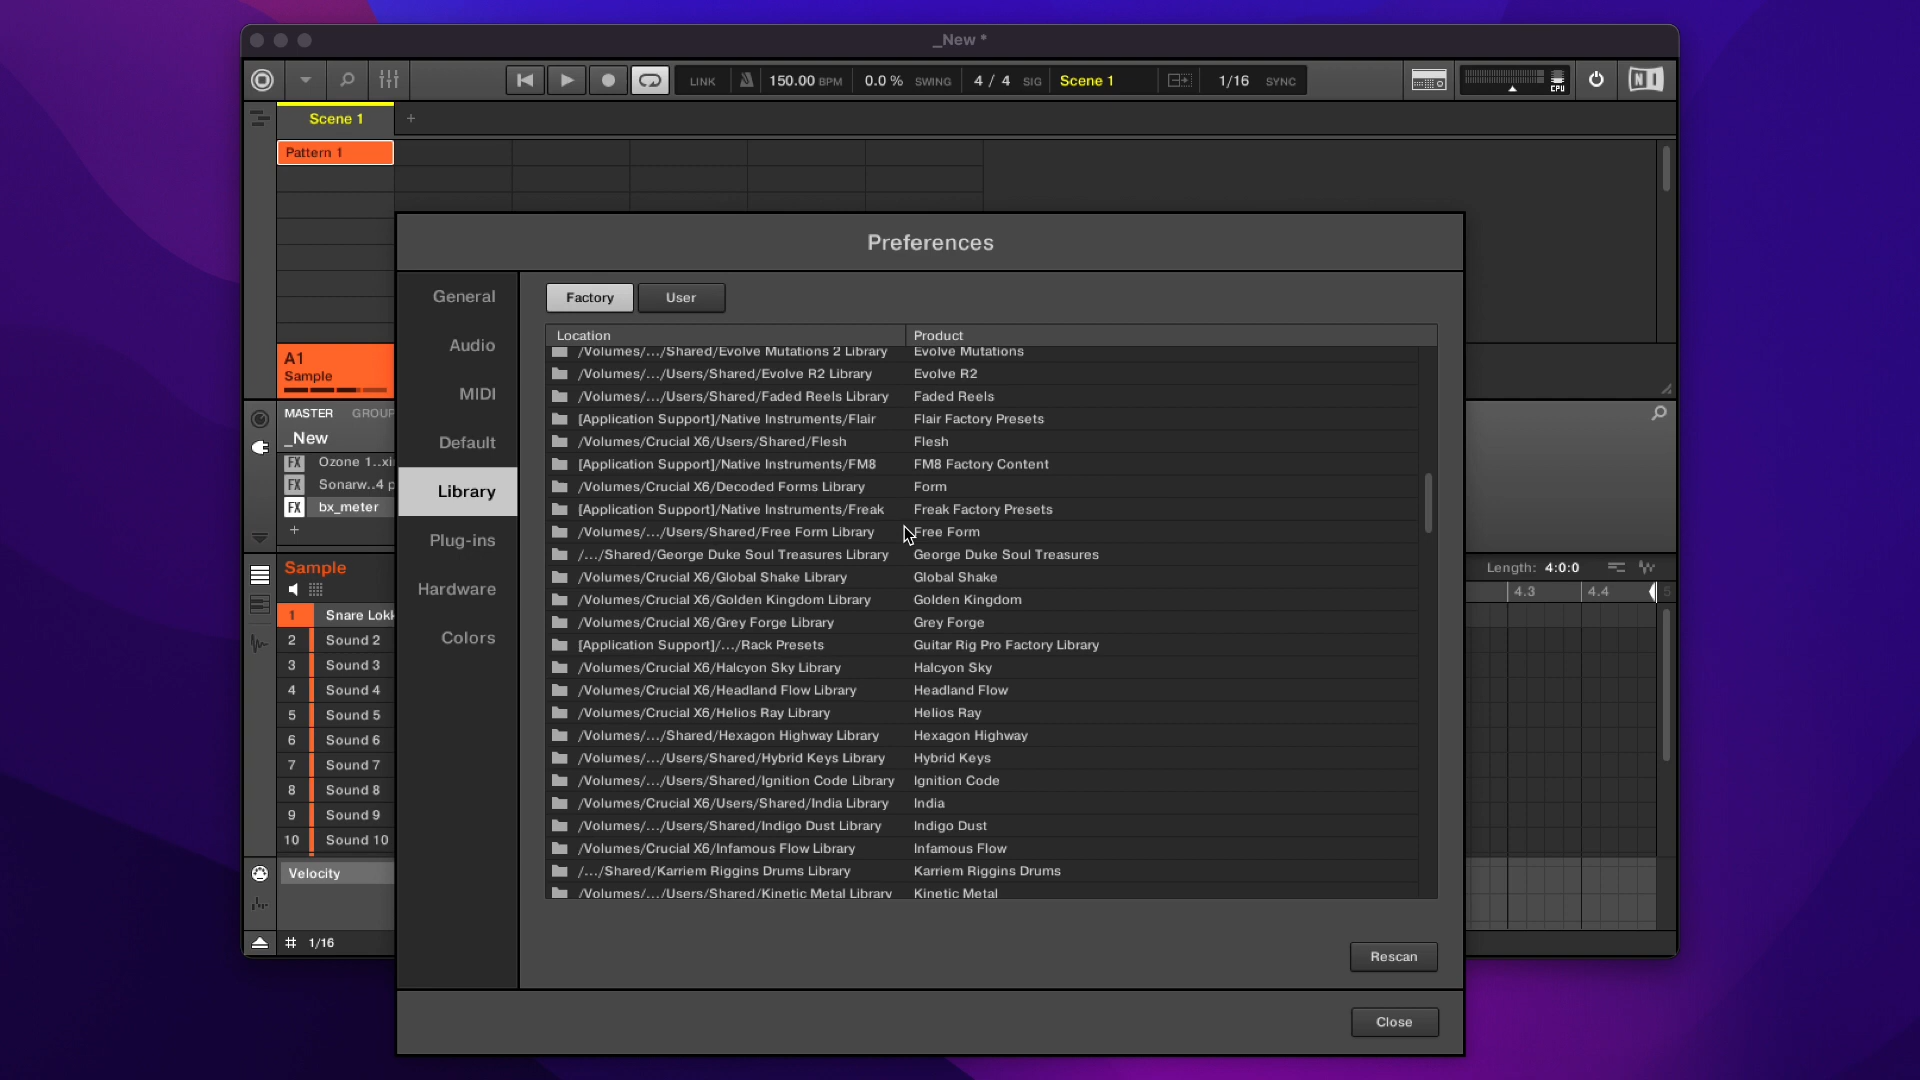 _New *
LINK 150.00 BPM 0.0 % SWING 4 / 4 SIG Scene 1 1/16 SYNC CPU
Scene 1 +
Pattern 1
Preferences
General
Audio
MIDI
Default
Library
Plug-ins
Hardware
Colors
Factory User
Location Product
/Volumes/.../Shared/Evolve Mutations 2 Library Evolve Mutations
/Volumes/.../Users/Shared/Evolve R2 Library Evolve R2
/Volumes/.../Users/Shared/Faded Reels Library Faded Reels
[Application Support]/Native Instruments/Flair Flair Factory Presets
/Volumes/Crucial X6/Users/Shared/Flesh Flesh
[Application Support]/Native Instruments/FM8 FM8 Factory Content
/Volumes/Crucial X6/Decoded Forms Library Form
[Application Support]/Native Instruments/Freak Freak Factory Presets
/Volumes/.../Users/Shared/Free Form Library Free Form
/.../Shared/George Duke Soul Treasures Library George Duke Soul Treasures
/Volumes/Crucial X6/Global Shake Library Global Shake
/Volumes/Crucial X6/Golden Kingdom Library Golden Kingdom
/Volumes/Crucial X6/Grey Forge Library Grey Forge
[Application Support]/.../Rack Presets Guitar Rig Pro Factory Library
/Volumes/Crucial X6/Halcyon Sky Library Halcyon Sky
/Volumes/Crucial X6/Headland Flow Library Headland Flow
/Volumes/Crucial X6/Helios Ray Library Helios Ray
/Volumes/.../Shared/Hexagon Highway Library Hexagon Highway
/Volumes/.../Users/Shared/Hybrid Keys Library Hybrid Keys
/Volumes/.../Users/Shared/Ignition Code Library Ignition Code
/Volumes/Crucial X6/Users/Shared/India Library India
/Volumes/.../Users/Shared/Indigo Dust Library Indigo Dust
/Volumes/Crucial X6/Infamous Flow Library Infamous Flow
/.../Shared/Karriem Riggins Drums Library Karriem Riggins Drums
/Volumes/.../Users/Shared/Kinetic Metal Library Kinetic Metal
Rescan
Close
A1
Sample
MASTER GROUP
_New
FX Ozone 1..xi
FX Sonarw..4 p
FX bx_meter
+
Sample
Length: 4:0:0
4.3 4.4 5
1 Snare Lokk
2 Sound 2
3 Sound 3
4 Sound 4
5 Sound 5
6 Sound 6
7 Sound 7
8 Sound 8
9 Sound 9
10 Sound 10
Velocity
# 1/16